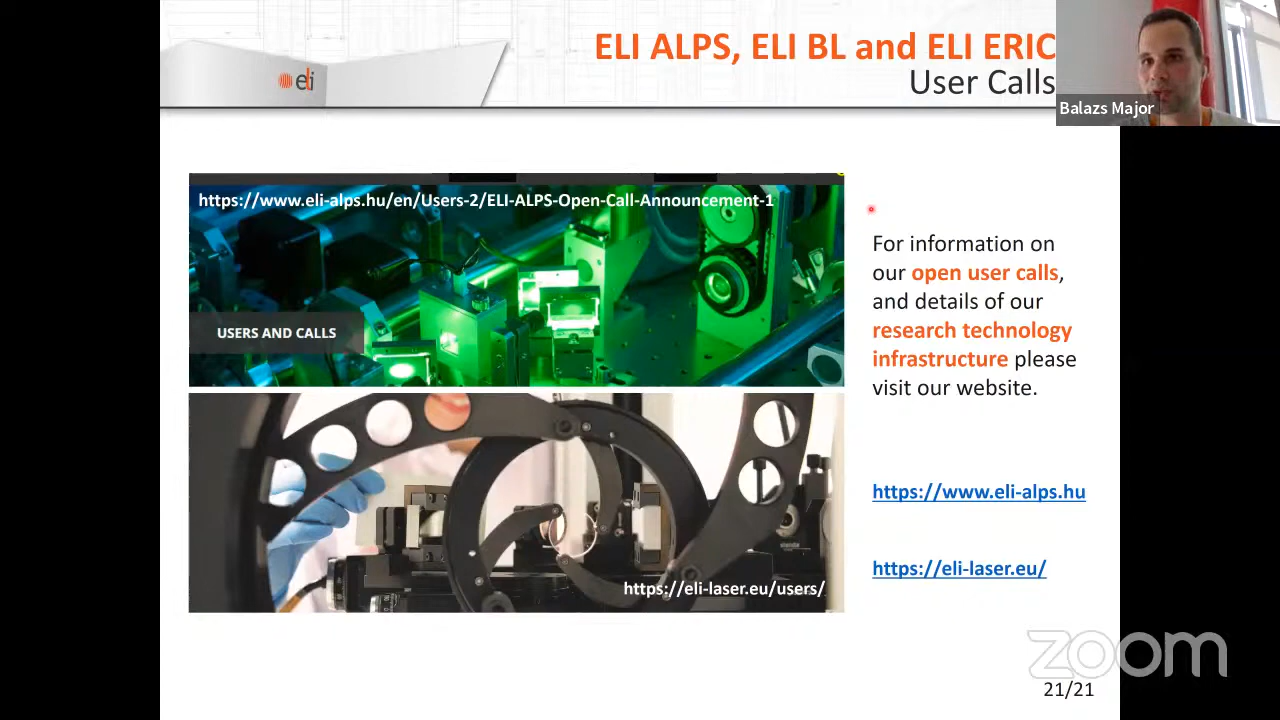 ELI ALPS, ELI BL and ELI ERIC
User Calls
eli
Balazs Major
https://www.eli-alps.hu/en/Users-2/ELI-ALPS-Open-Call-Announcement-1
USERS AND CALLS
https://eli-laser.eu/users/
For information on
our open user calls,
and details of our
research technology
infrastructure please
visit our website.
https://www.eli-alps.hu
https://eli-laser.eu/
zoom
21/21